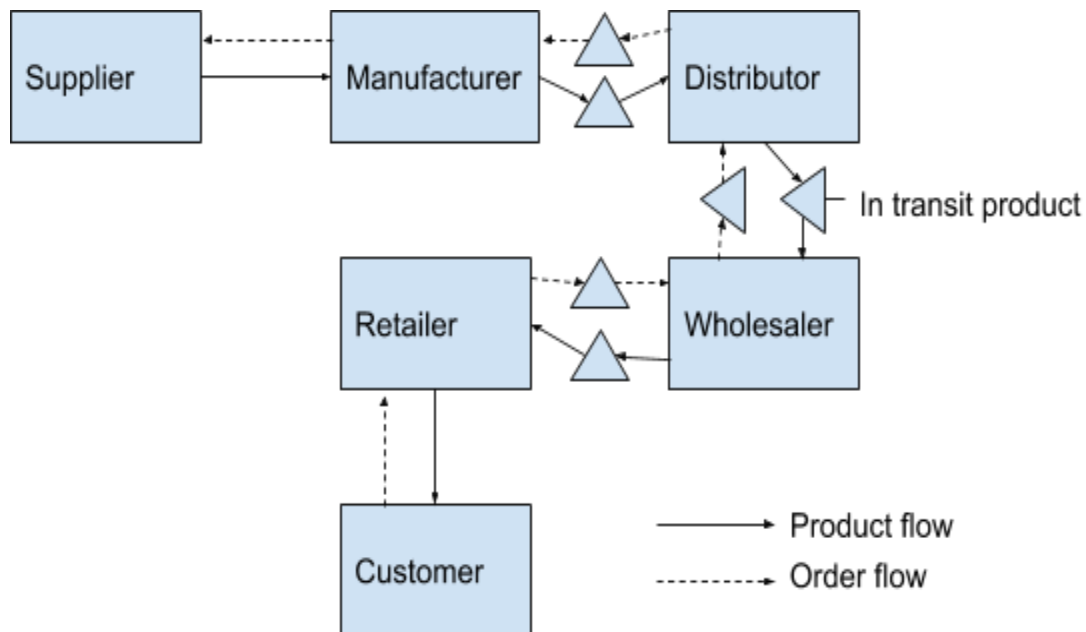 Supplier
Manufacturer
Distributor
In transit product
Retailer
Wholesaler
Customer
Product flow
Order flow